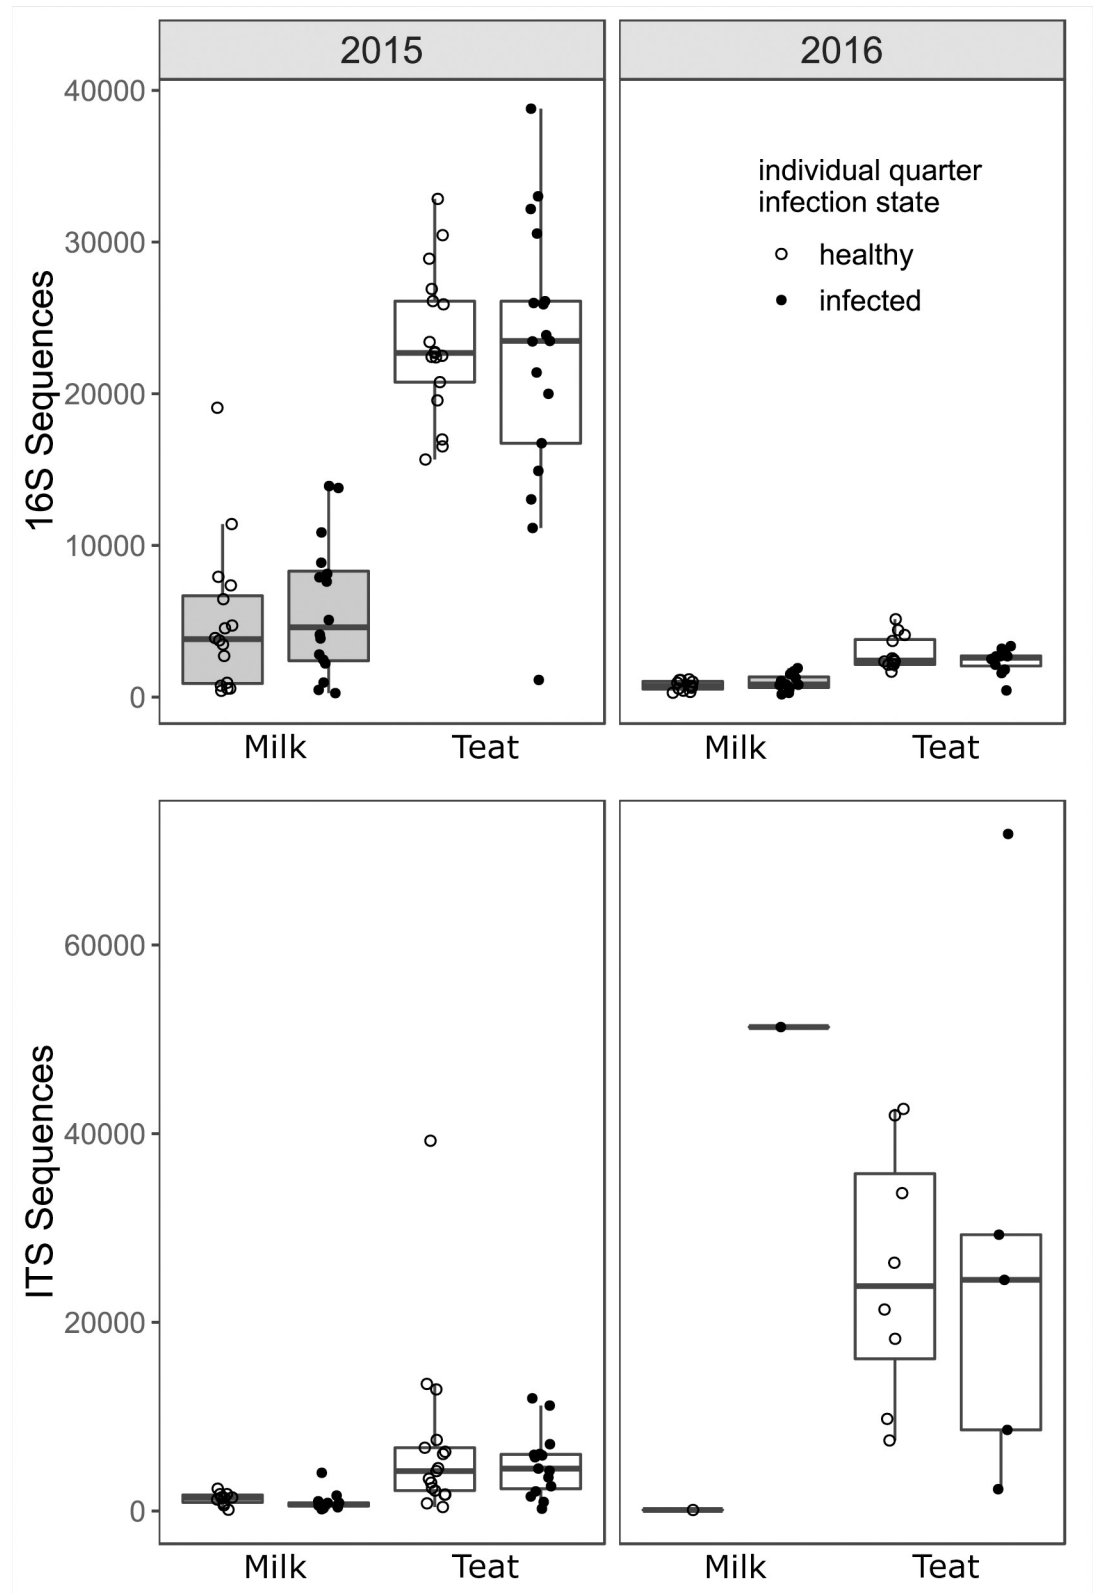 2015
2016
40000
30000
20000
10000
0
16S Sequences
individual quarter
infection state
healthy
infected
Milk
Teat
Milk
Teat
60000
40000
20000
0
ITS Sequences
Milk
Teat
Milk
Teat